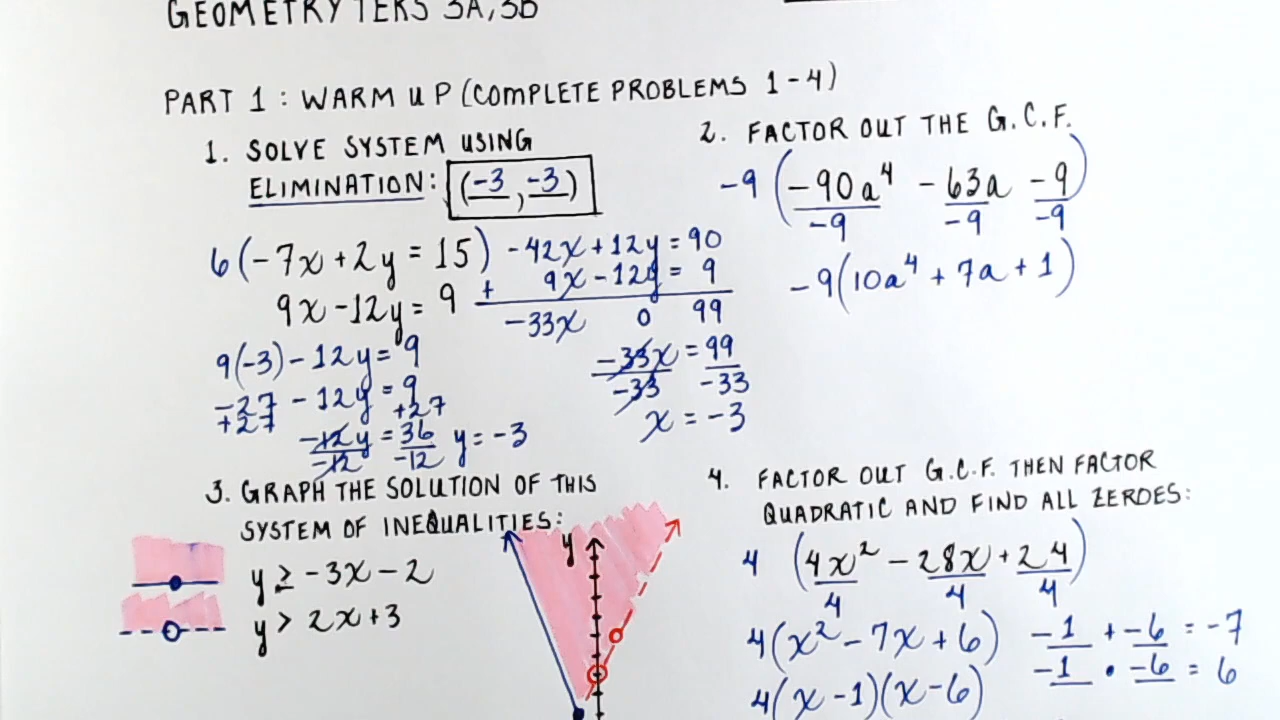 GEOMETRY TEKS 3A, 3B
PART 1 : WARM UP (COMPLETE PROBLEMS 1 - 4)
1. SOLVE SYSTEM USING
ELIMINATION: (-3, -3)
6(-7x + 2y = 15) -42x + 12y = 90
9x - 12y = 9 + 9x - 12y = 9
-33x 0 99
9(-3) - 12y = 9
-27 - 12y = 9
+27 +27
-12y = 36 y = -3
-12 -12
-33x = 99
-33 -33
x = -3
2. FACTOR OUT THE G.C.F.
-9 (-90a⁴ - 63a - 9)
-9 -9 -9
-9(10a⁴ + 7a + 1)
3. GRAPH THE SOLUTION OF THIS
SYSTEM OF INEQUALITIES:
y ≥ -3x - 2
y > 2x + 3
y
4. FACTOR OUT G.C.F. THEN FACTOR
QUADRATIC AND FIND ALL ZEROES:
4 (4x² - 28x + 24)
4 4 4
4(x² - 7x + 6) -1 + -6 = -7
-1 • -6 = 6
4(x - 1)(x - 6)